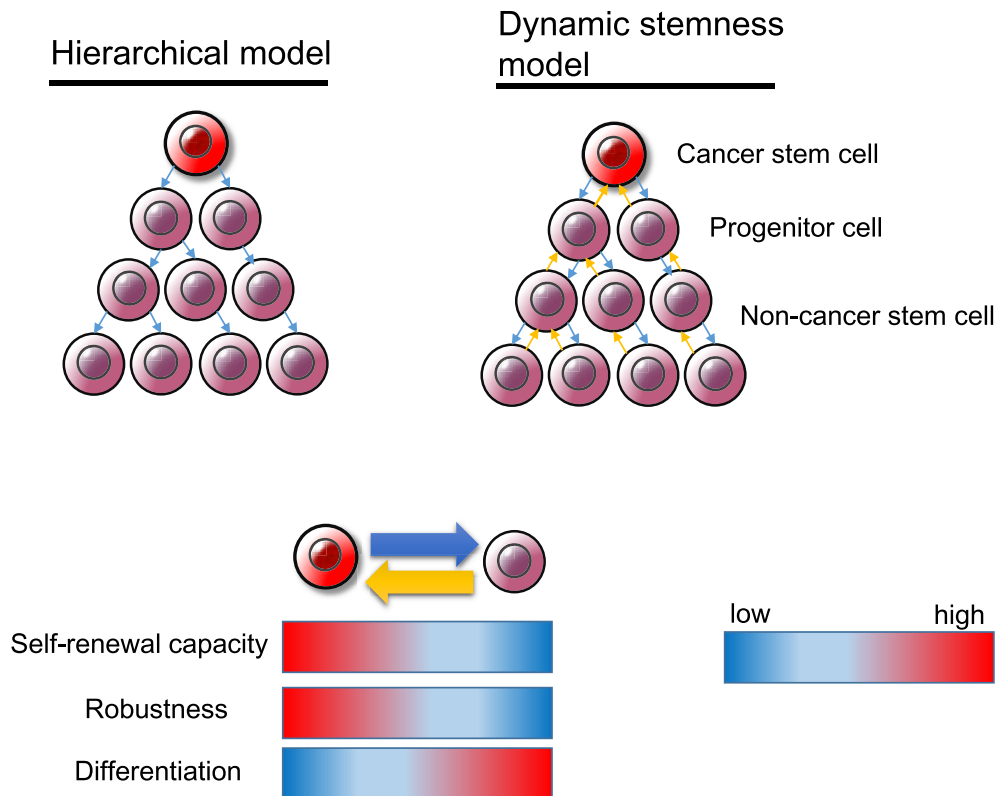 Hierarchical model
Dynamic stemness
model
Cancer stem cell
Progenitor cell
Non-cancer stem cell
low
high
Self-renewal capacity
Robustness
Differentiation